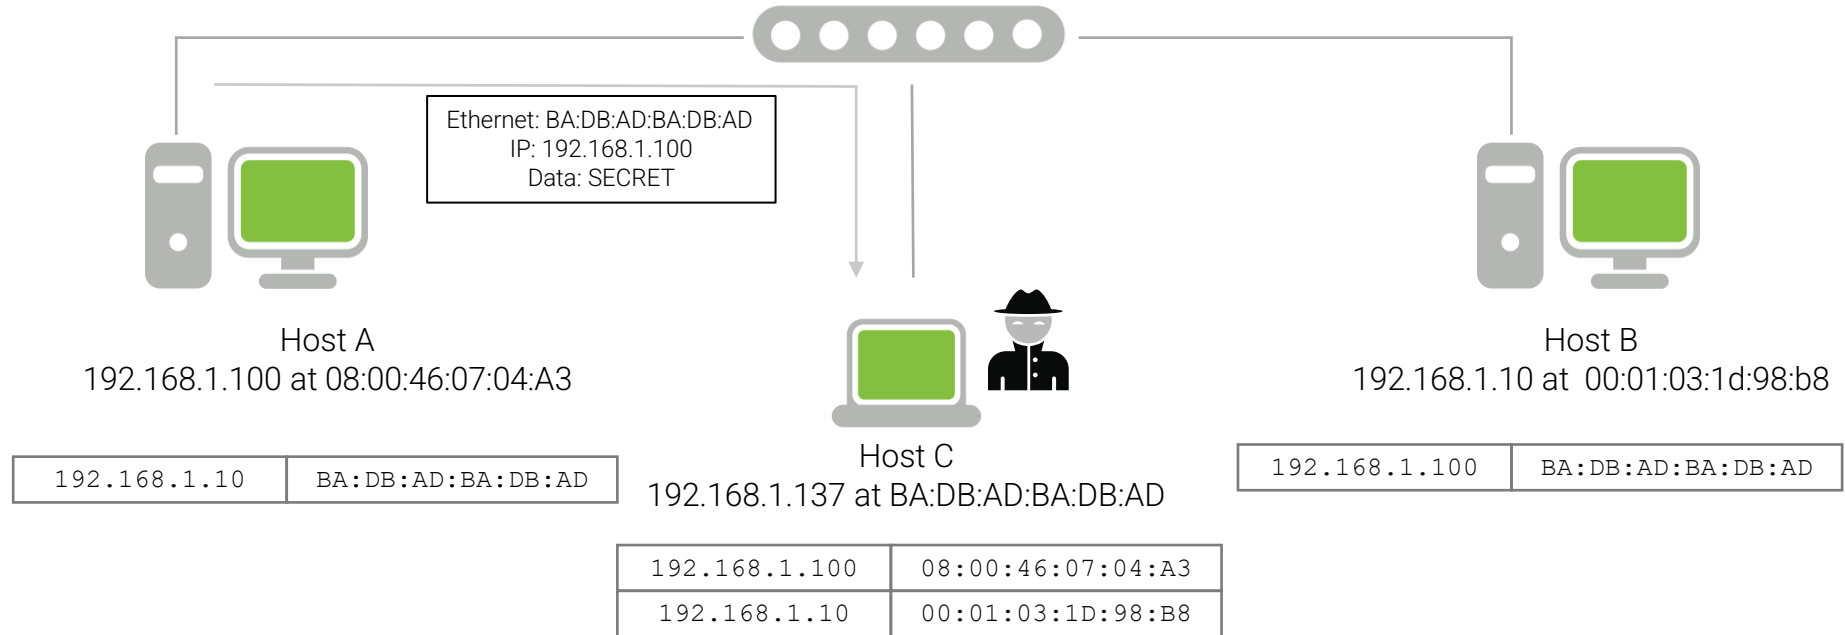 Ethernet: BA:DB:AD:BA:DB:AD
IP: 192.168.1.100
Data: SECRET
Host A
192.168.1.100 at 08:00:46:07:04:A3
Host B
192.168.1.10 at 00:01:03:1d:98:b8
192.168.1.10 BA:DB:AD:BA:DB:AD
Host C
192.168.1.137 at BA:DB:AD:BA:DB:AD
192.168.1.100 BA:DB:AD:BA:DB:AD
192.168.1.100 08:00:46:07:04:A3
192.168.1.10 00:01:03:1D:98:B8